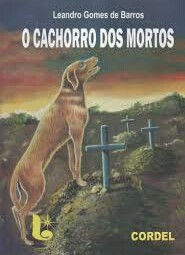 Leandro Gomes de Barros
O CACHORRO DOS MORTOS
CORDEL